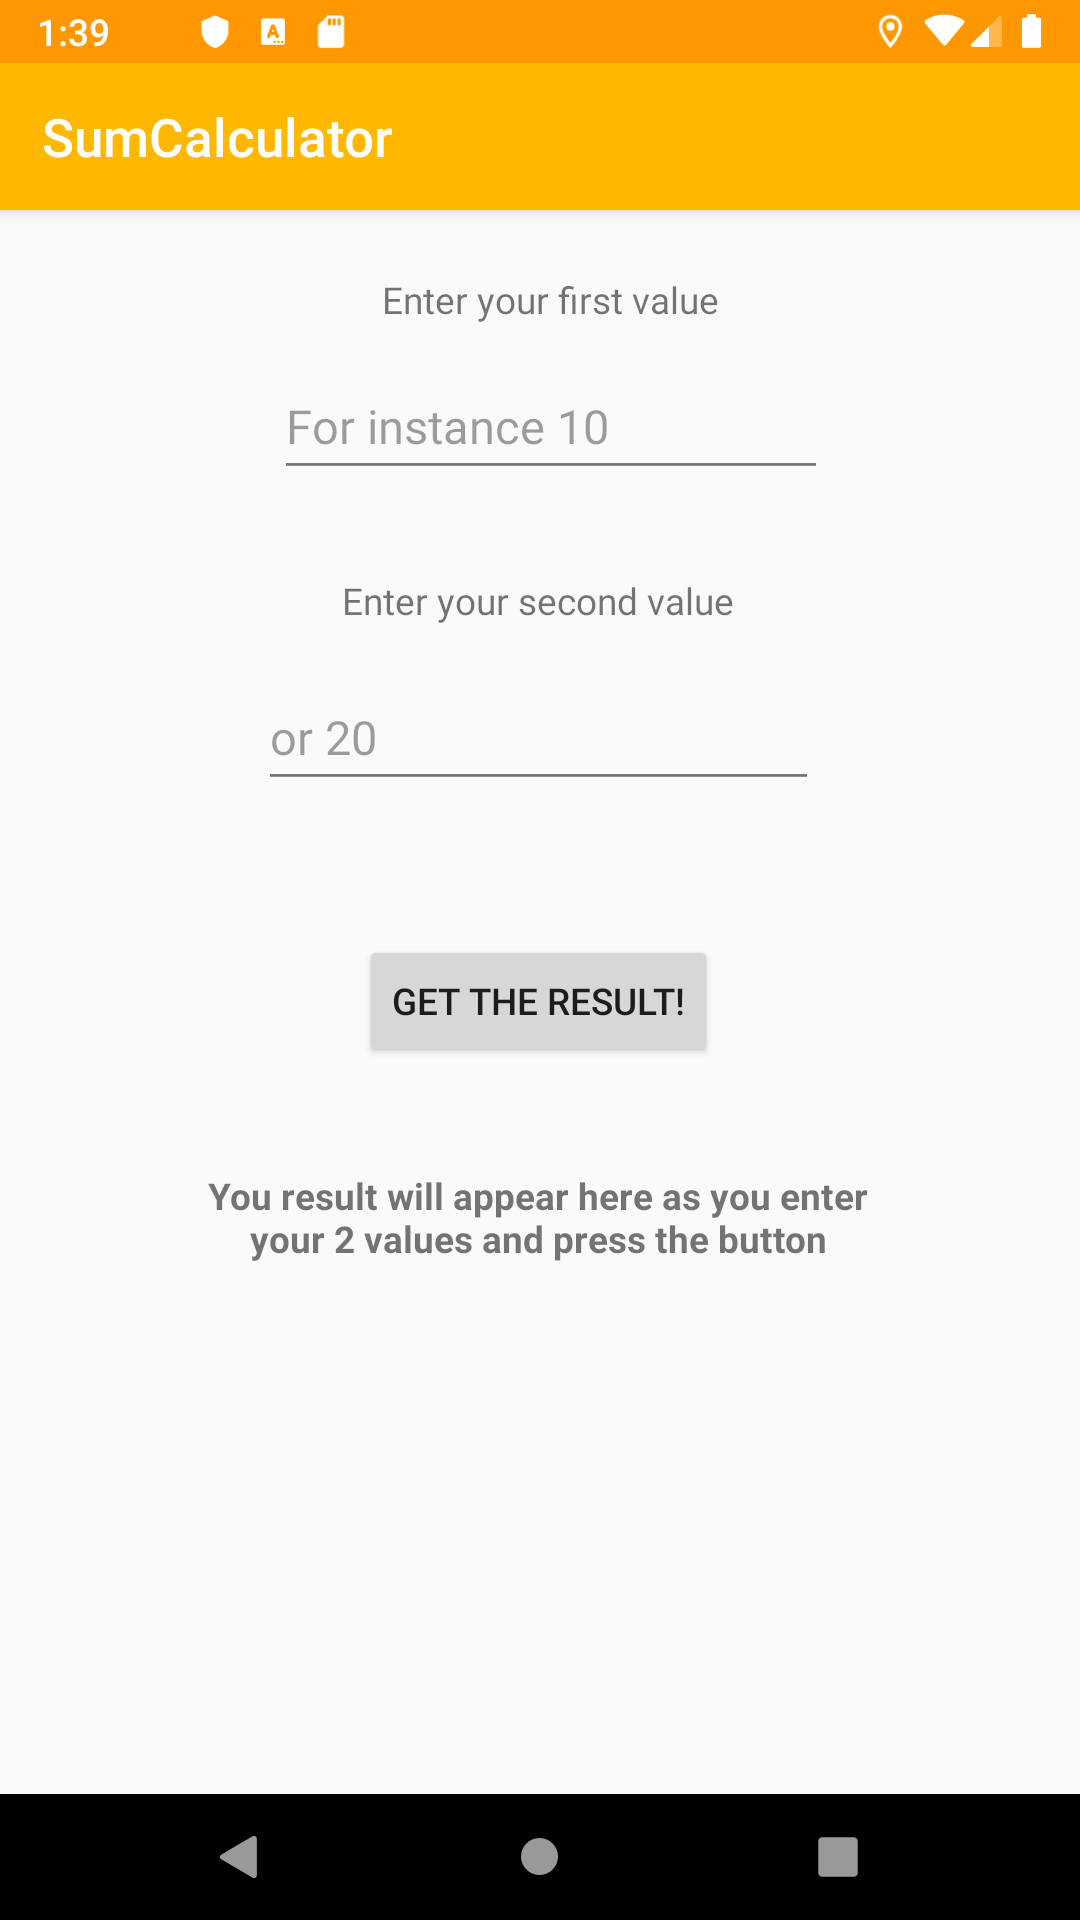 1:39
SumCalculator
Enter your first value
For instance 10
Enter your second value
or 20
GET THE RESULT!
You result will appear here as you enter
your 2 values and press the button